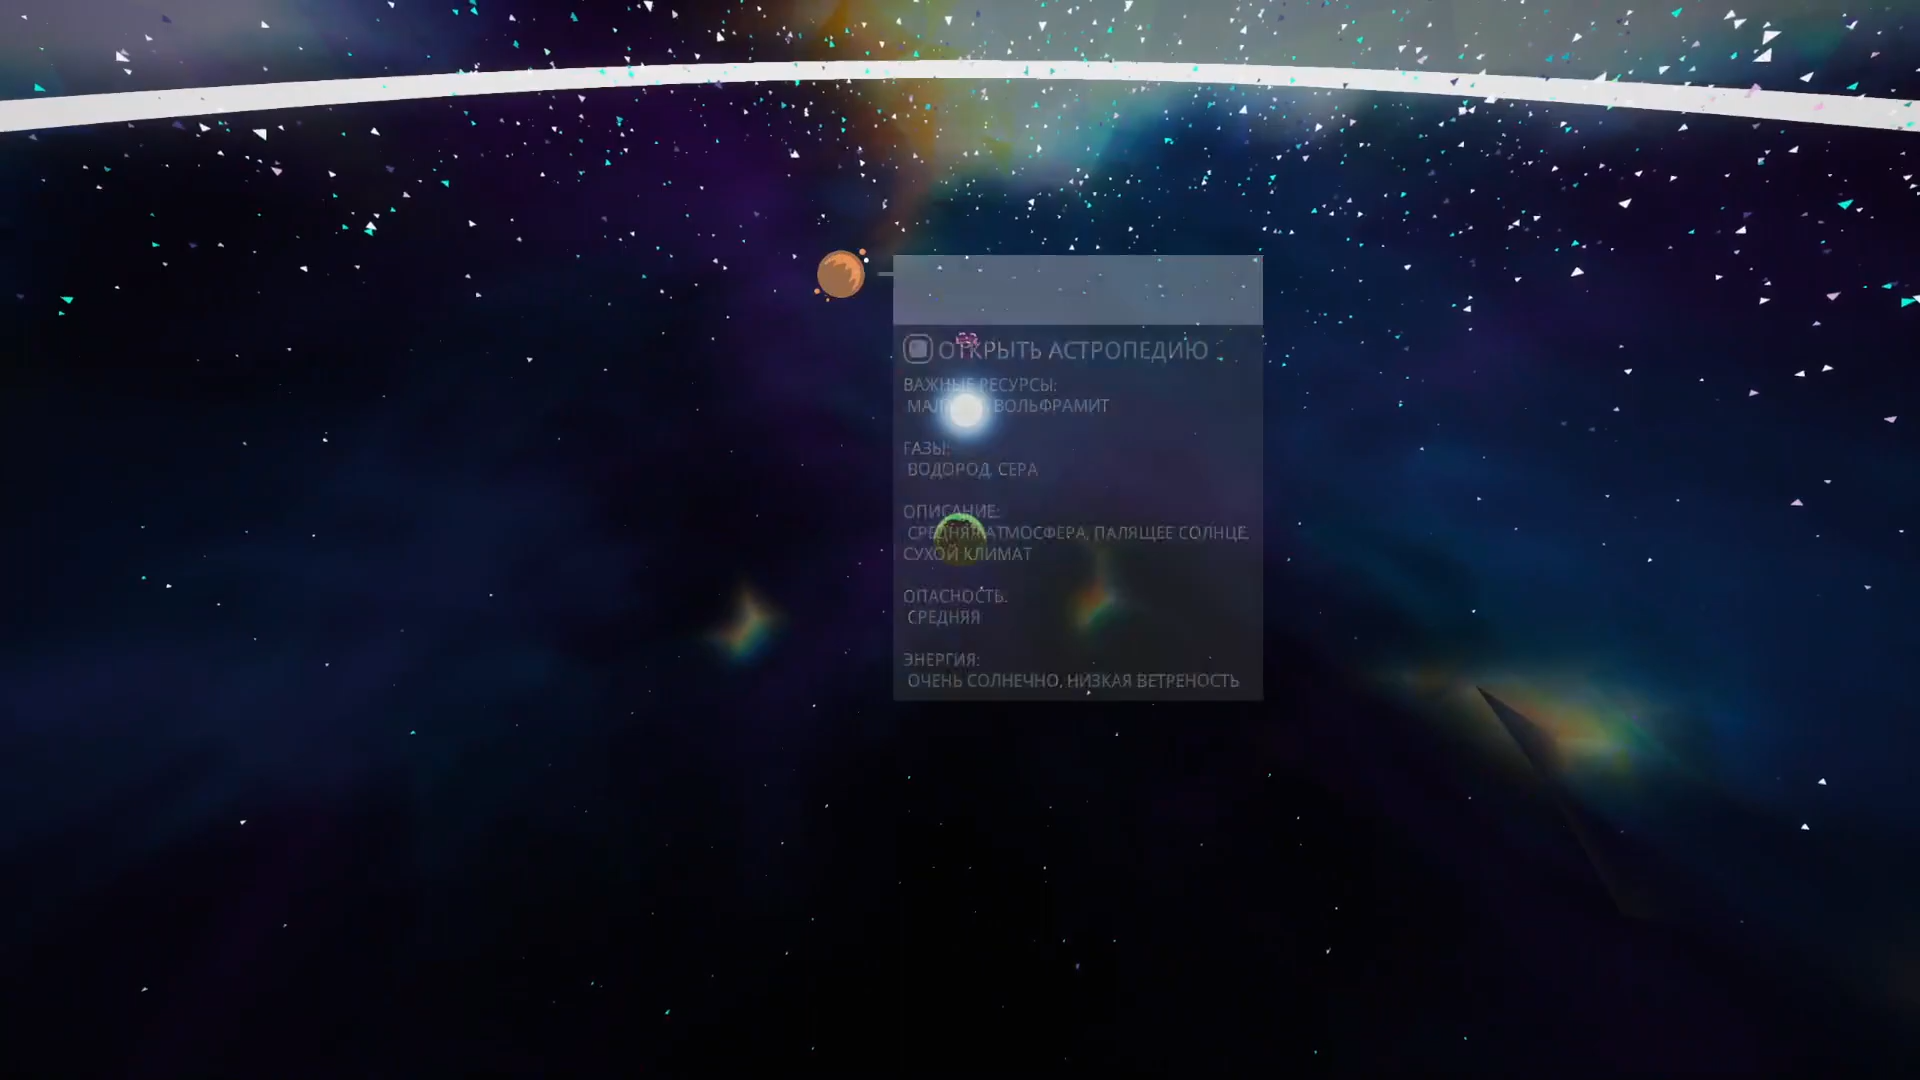 ОТКРЫТЬ АСТРОПЕДИЮ
ВАЖНЫЕ РЕСУРСЫ:
ВОЛЬФРАМИТ
ГАЗЫ:
ВОДОРОД, СЕРА
ОПИСАНИЕ:
СРЕДНЯЯ АТМОСФЕРА, ПАЛЯЩЕЕ СОЛНЦЕ,
СУХОЙ КЛИМАТ
ОПАСНОСТЬ:
СРЕДНЯЯ
ЭНЕРГИЯ:
ОЧЕНЬ СОЛНЕЧНО, НИЗКАЯ ВЕТРЕНОСТЬ